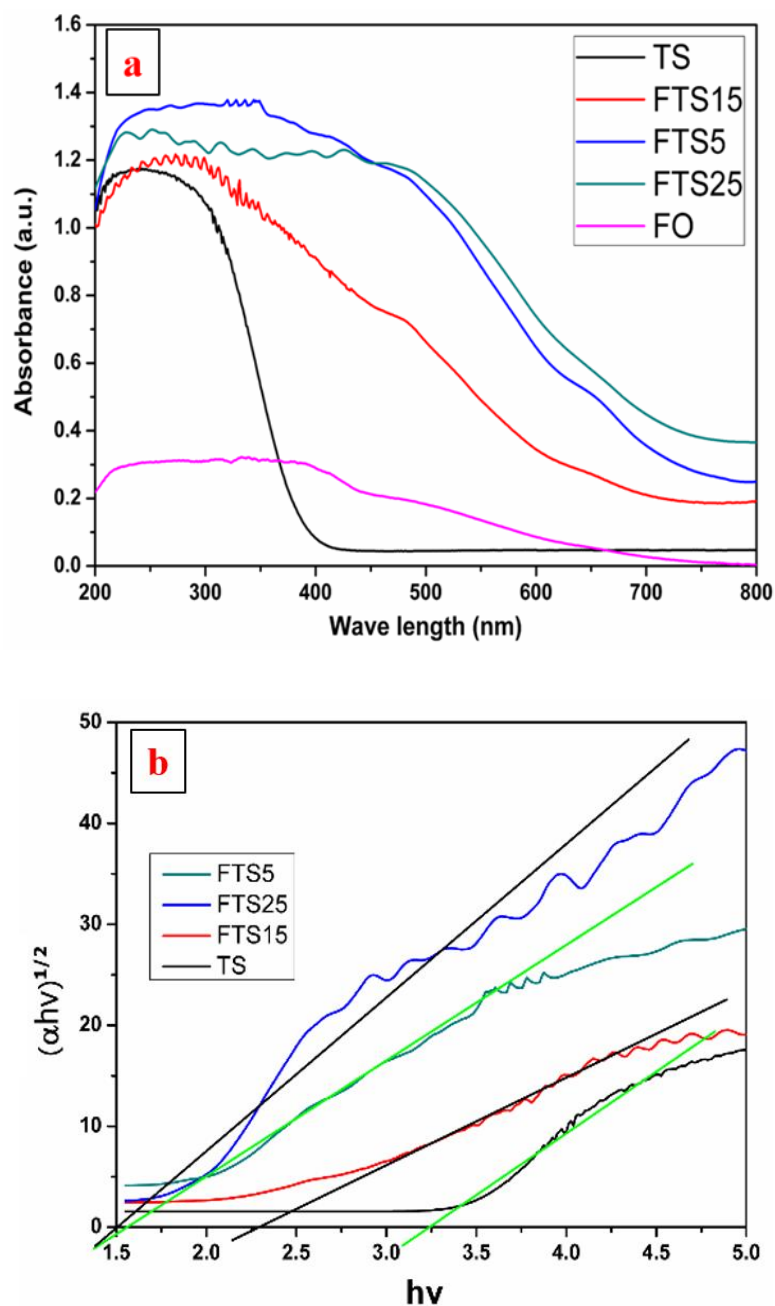 a
TS
FTS15
FTS5
FTS25
FO
Absorbance (a.u.)
1.6
1.4
1.2
1.0
0.8
0.6
0.4
0.2
0.0
200 300 400 500 600 700 800
Wave length (nm)
b
FTS5
FTS25
FTS15
TS
(αhν)¹/²
50
40
30
20
10
0
1.5 2.0 2.5 3.0 3.5 4.0 4.5 5.0
hν